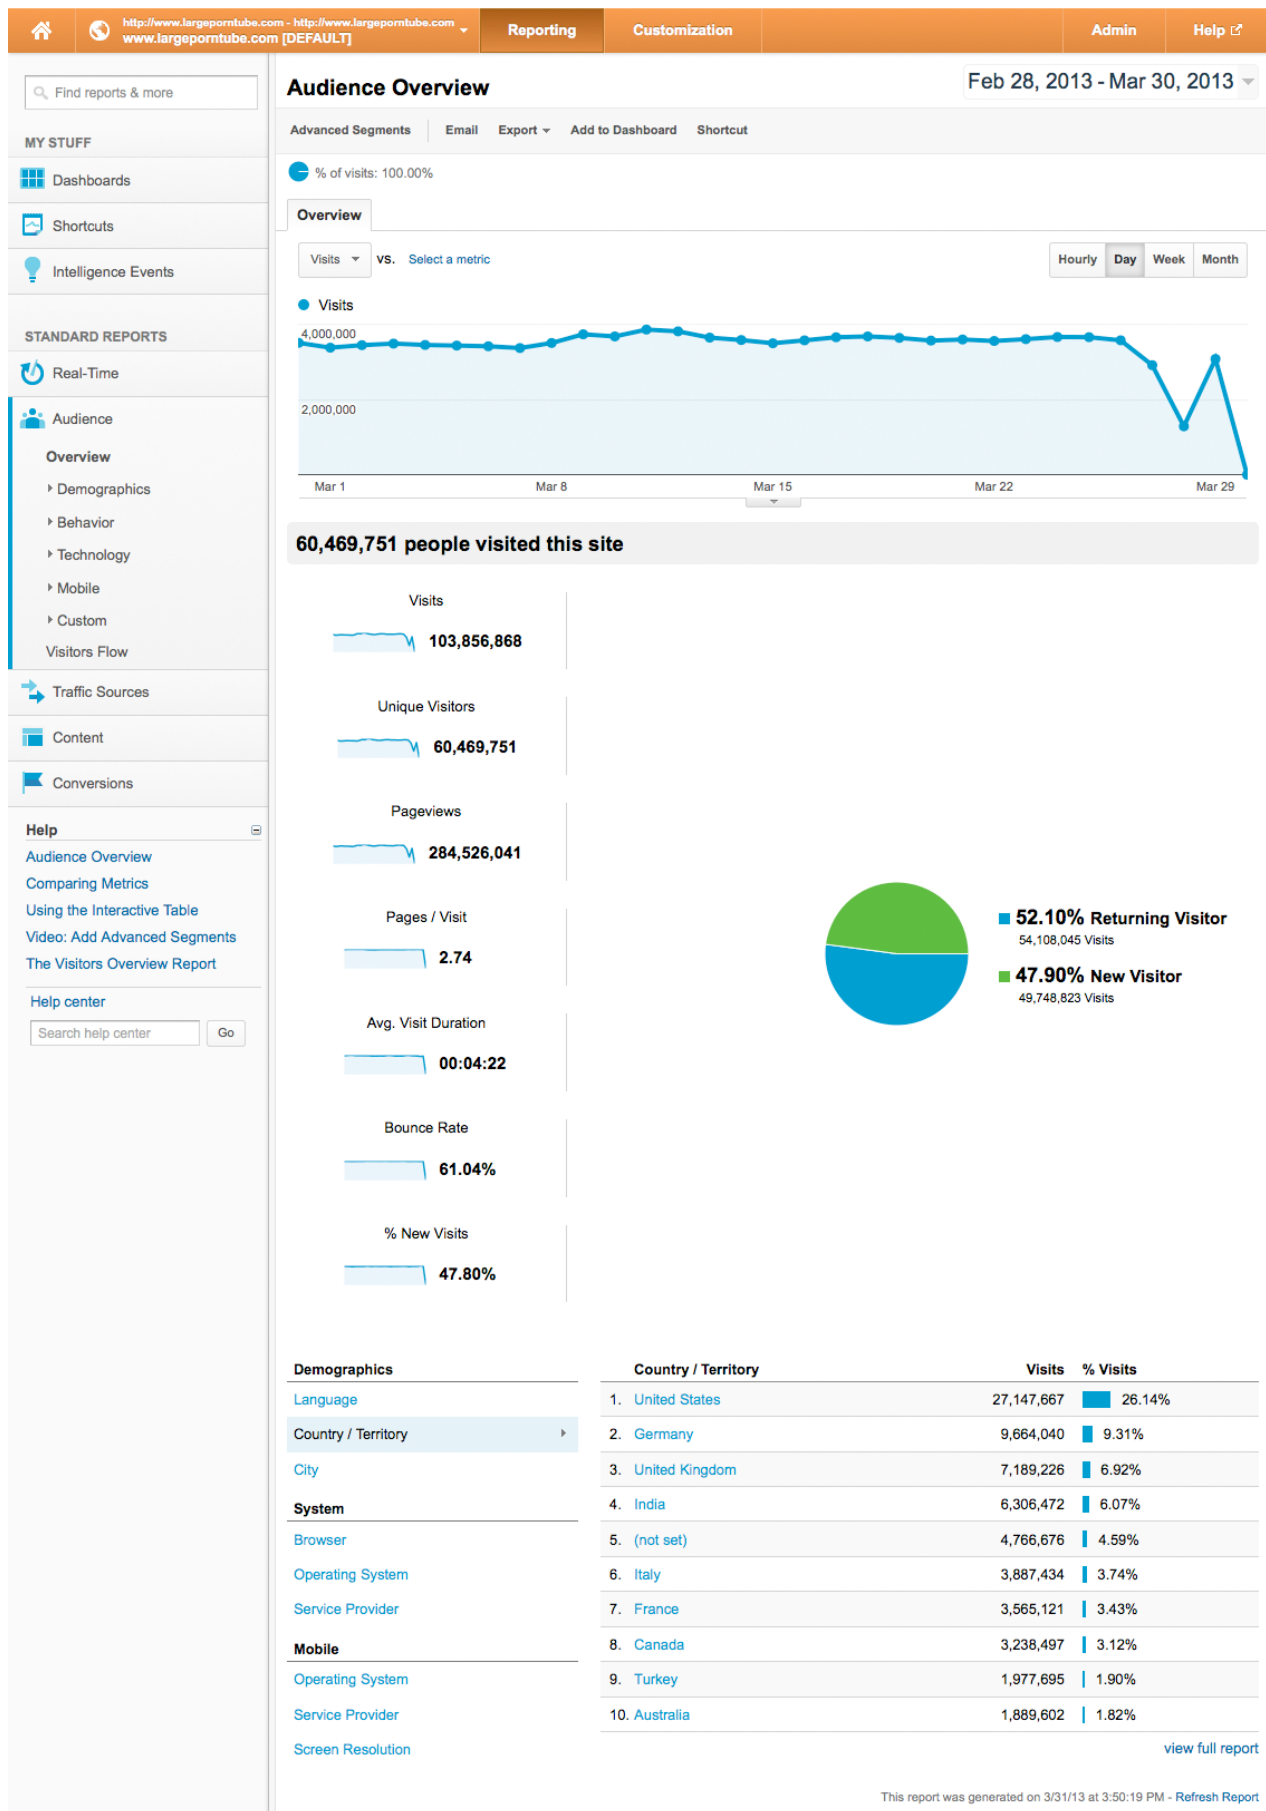 http://www.largeporntube.com - http://www.largeporntube.com
www.largeporntube.com [DEFAULT]
Reporting
Customization
Admin
Help
Find reports & more
MY STUFF
Dashboards
Shortcuts
Intelligence Events
STANDARD REPORTS
Real-Time
Audience
Overview
Demographics
Behavior
Technology
Mobile
Custom
Visitors Flow
Traffic Sources
Content
Conversions
Help
Audience Overview
Comparing Metrics
Using the Interactive Table
Video: Add Advanced Segments
The Visitors Overview Report
Help center
Search help center Go
Audience Overview
Feb 28, 2013 - Mar 30, 2013
Advanced Segments Email Export Add to Dashboard Shortcut
% of visits: 100.00%
Overview
Visits VS. Select a metric
Hourly Day Week Month
Visits
4,000,000
2,000,000
Mar 1 Mar 8 Mar 15 Mar 22 Mar 29
60,469,751 people visited this site
Visits
103,856,868
Unique Visitors
60,469,751
Pageviews
284,526,041
Pages / Visit
2.74
Avg. Visit Duration
00:04:22
Bounce Rate
61.04%
% New Visits
47.80%
52.10% Returning Visitor
54,108,045 Visits
47.90% New Visitor
49,748,823 Visits
Demographics
Language
Country / Territory
City
System
Browser
Operating System
Service Provider
Mobile
Operating System
Service Provider
Screen Resolution
Country / Territory Visits % Visits
1. United States 27,147,667 26.14%
2. Germany 9,664,040 9.31%
3. United Kingdom 7,189,226 6.92%
4. India 6,306,472 6.07%
5. (not set) 4,766,676 4.59%
6. Italy 3,887,434 3.74%
7. France 3,565,121 3.43%
8. Canada 3,238,497 3.12%
9. Turkey 1,977,695 1.90%
10. Australia 1,889,602 1.82%
view full report
This report was generated on 3/31/13 at 3:50:19 PM - Refresh Report